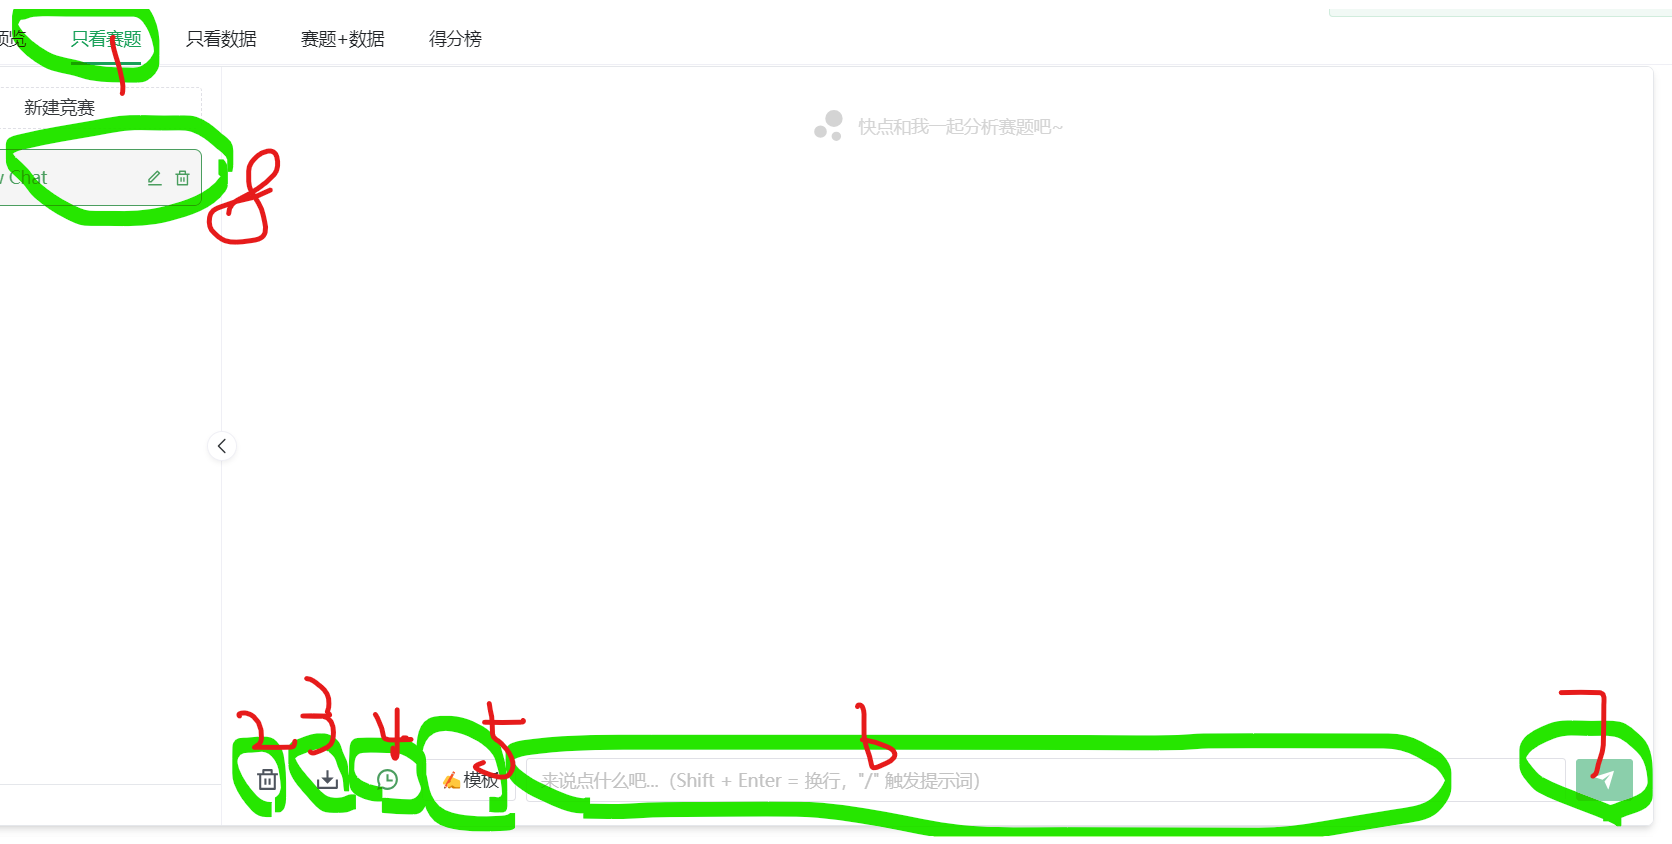 预览 只看赛题 只看数据 赛题+数据 得分榜
1
新建竞赛
快点和我一起分析赛题吧~
w Chat
8
2 3 4 5 6 7
✍模板 来说点什么吧...（Shift + Enter = 换行，"/" 触发提示词）